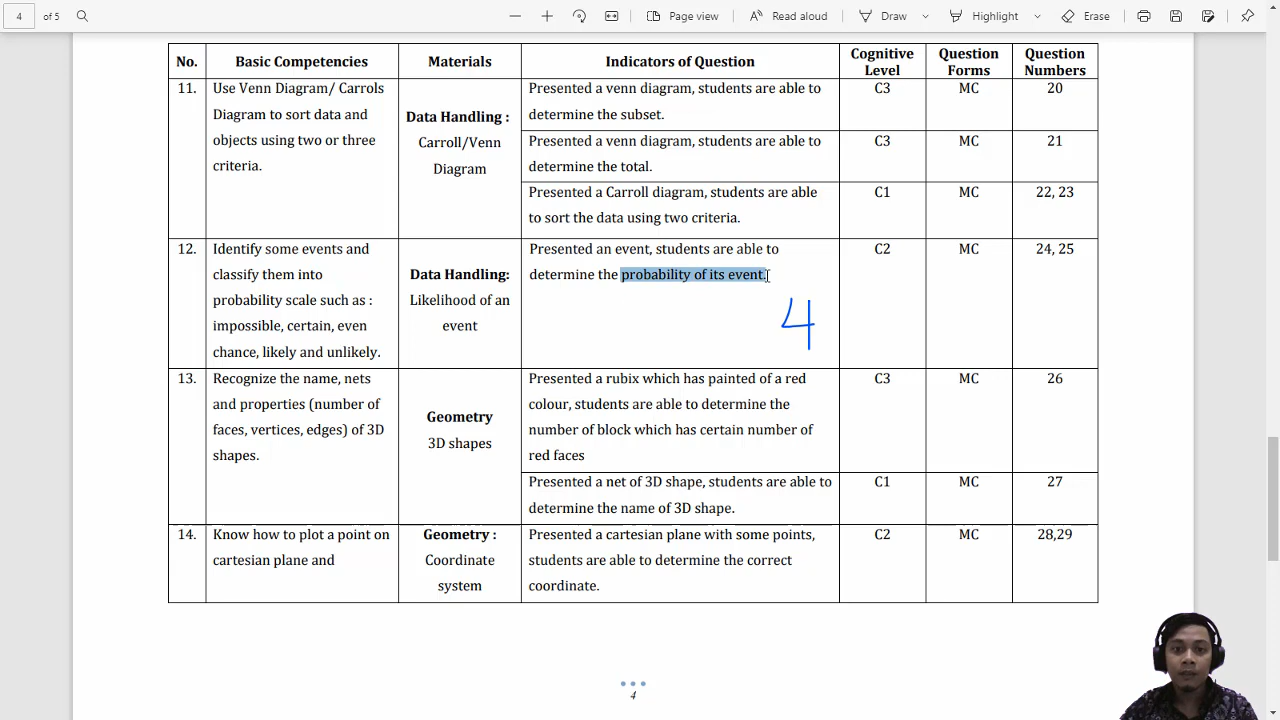 4 of 5 Page view Read aloud Draw Highlight Erase
No. Basic Competencies Materials Indicators of Question Cognitive Level Question Forms Question Numbers
11. Use Venn Diagram/ Carrols Diagram to sort data and objects using two or three criteria.
Data Handling :
Carroll/Venn
Diagram
Presented a venn diagram, students are able to
determine the subset.
C3 MC 20
Presented a venn diagram, students are able to
determine the total.
C3 MC 21
Presented a Carroll diagram, students are able
to sort the data using two criteria.
C1 MC 22, 23
12. Identify some events and
classify them into
probability scale such as :
impossible, certain, even
chance, likely and unlikely.
Data Handling:
Likelihood of an
event
Presented an event, students are able to
determine the probability of its event.
4
C2 MC 24, 25
13. Recognize the name, nets
and properties (number of
faces, vertices, edges) of 3D
shapes.
Geometry
3D shapes
Presented a rubix which has painted of a red
colour, students are able to determine the
number of block which has certain number of
red faces
C3 MC 26
Presented a net of 3D shape, students are able to
determine the name of 3D shape.
C1 MC 27
14. Know how to plot a point on
cartesian plane and
Geometry :
Coordinate
system
Presented a cartesian plane with some points,
students are able to determine the correct
coordinate.
C2 MC 28,29
4